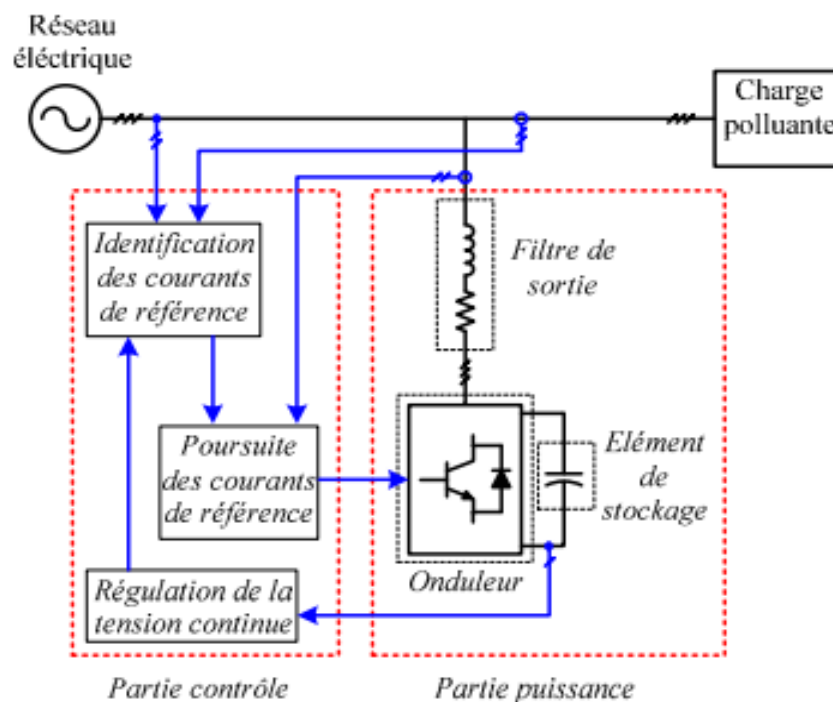 Réseau
éléctrique
Charge
polluante
Identification
des courants
de référence
Filtre de
sortie
Poursuite
des courants
de référence
Elément
de
stockage
Onduleur
Régulation de la
tension continue
Partie contrôle
Partie puissance